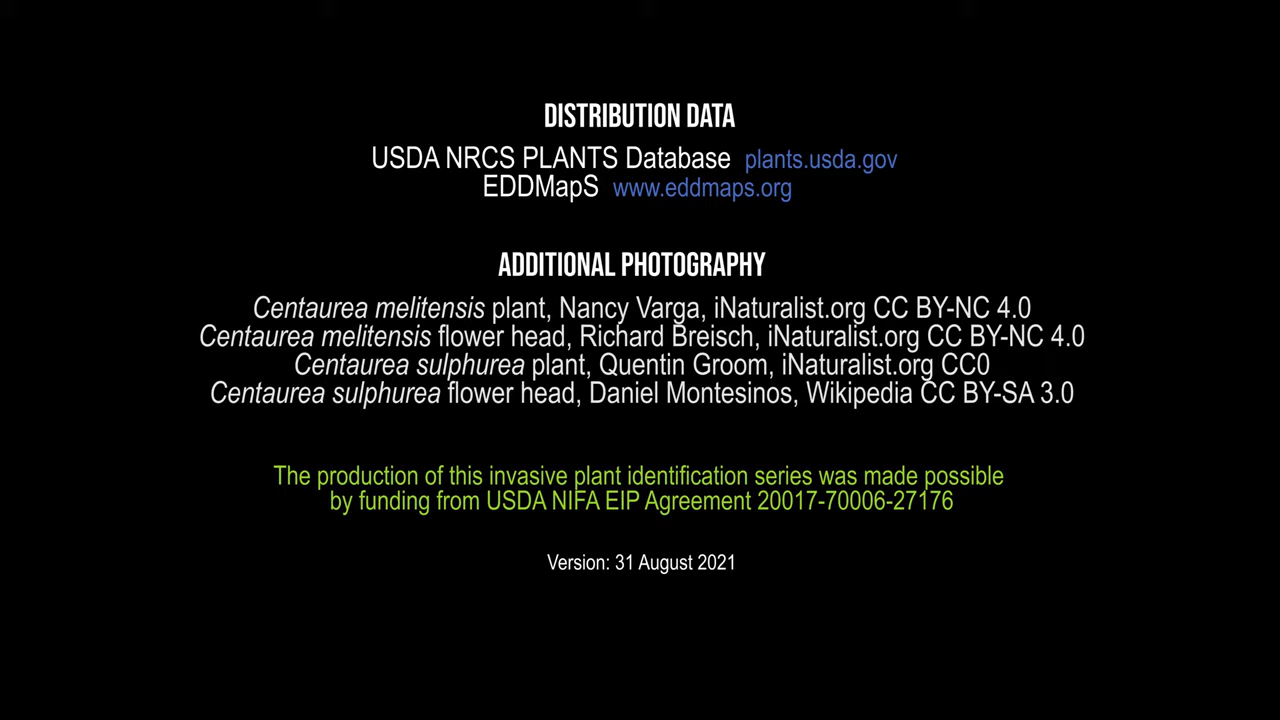 DISTRIBUTION DATA
USDA NRCS PLANTS Database plants.usda.gov
EDDMapS www.eddmaps.org
ADDITIONAL PHOTOGRAPHY
Centaurea melitensis plant, Nancy Varga, iNaturalist.org CC BY-NC 4.0
Centaurea melitensis flower head, Richard Breisch, iNaturalist.org CC BY-NC 4.0
Centaurea sulphurea plant, Quentin Groom, iNaturalist.org CC0
Centaurea sulphurea flower head, Daniel Montesinos, Wikipedia CC BY-SA 3.0
The production of this invasive plant identification series was made possible
by funding from USDA NIFA EIP Agreement 20017-70006-27176
Version: 31 August 2021